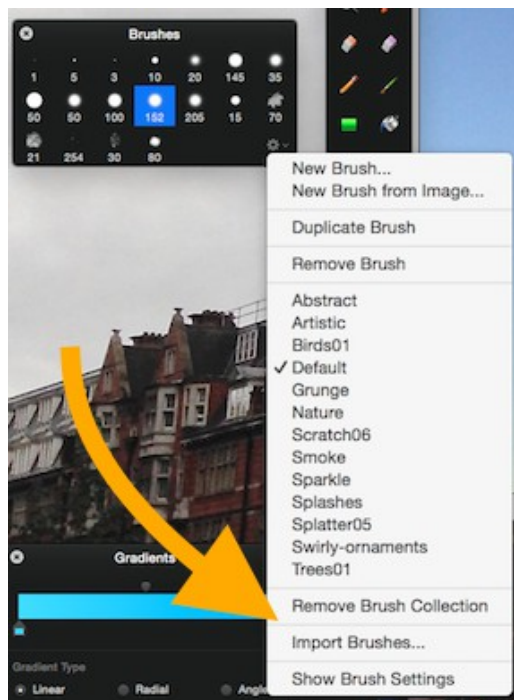 Brushes
1 5 3 10 20 145 35
50 50 100 152 205 15 70
21 254 30 80
New Brush...
New Brush from Image...
Duplicate Brush
Remove Brush
Abstract
Artistic
Birds01
Default
Grunge
Nature
Scratch06
Smoke
Sparkle
Splashes
Splatter05
Swirly-ornaments
Trees01
Gradients
Remove Brush Collection
Import Brushes...
Gradient Type
Show Brush Settings
Linear Radial Angle